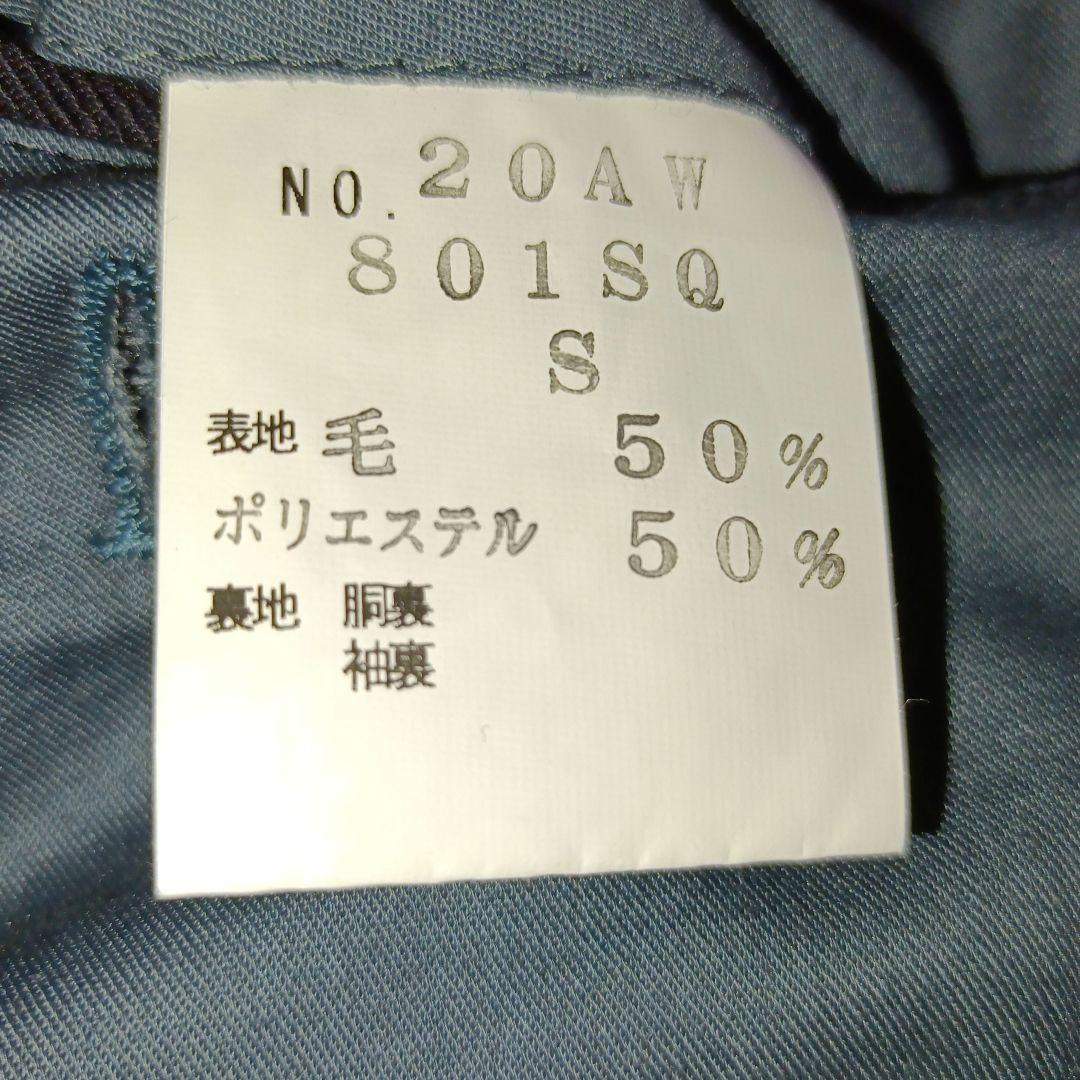 NO. 20AW
801SQ
S
表地 毛 50%
ポリエステル 50%
裏地 胴裏
袖裏